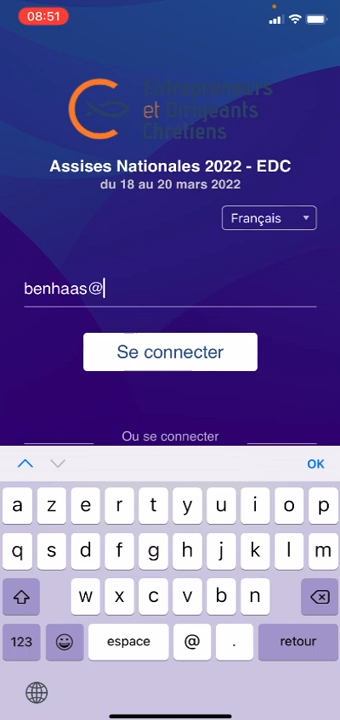 08:51
Entrepreneurs
et Dirigeants
Chrétiens
Assises Nationales 2022 - EDC
du 18 au 20 mars 2022
Français
benhaas@
Se connecter
Ou se connecter
OK
a z e r t y u i o p
q s d f g h j k l m
w x c v b n
123 espace @ . retour